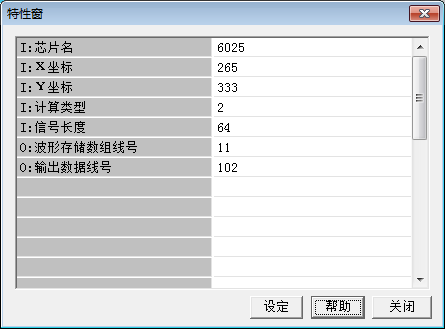 特性窗
I:芯片名 6025
I:X坐标 265
I:Y坐标 333
I:计算类型 2
I:信号长度 64
O:波形存储数组线号 11
O:输出数据线号 102
设定 帮助 关闭